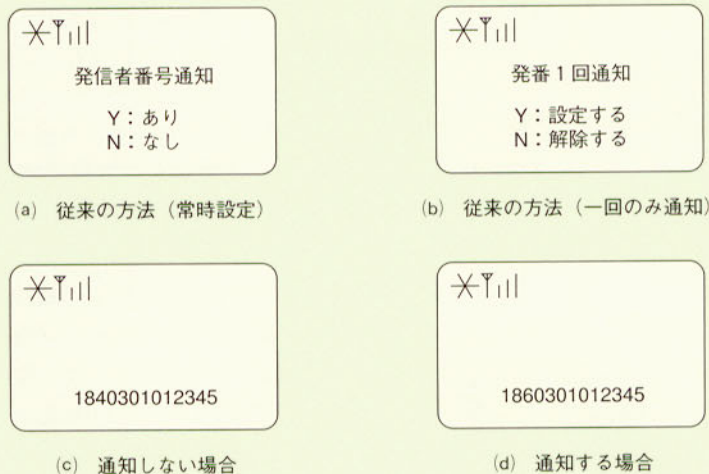 発信者番号通知
Y：あり
N：なし
(a) 従来の方法（常時設定）
発番1回通知
Y：設定する
N：解除する
(b) 従来の方法（一回のみ通知）
1840301012345
(c) 通知しない場合
1860301012345
(d) 通知する場合